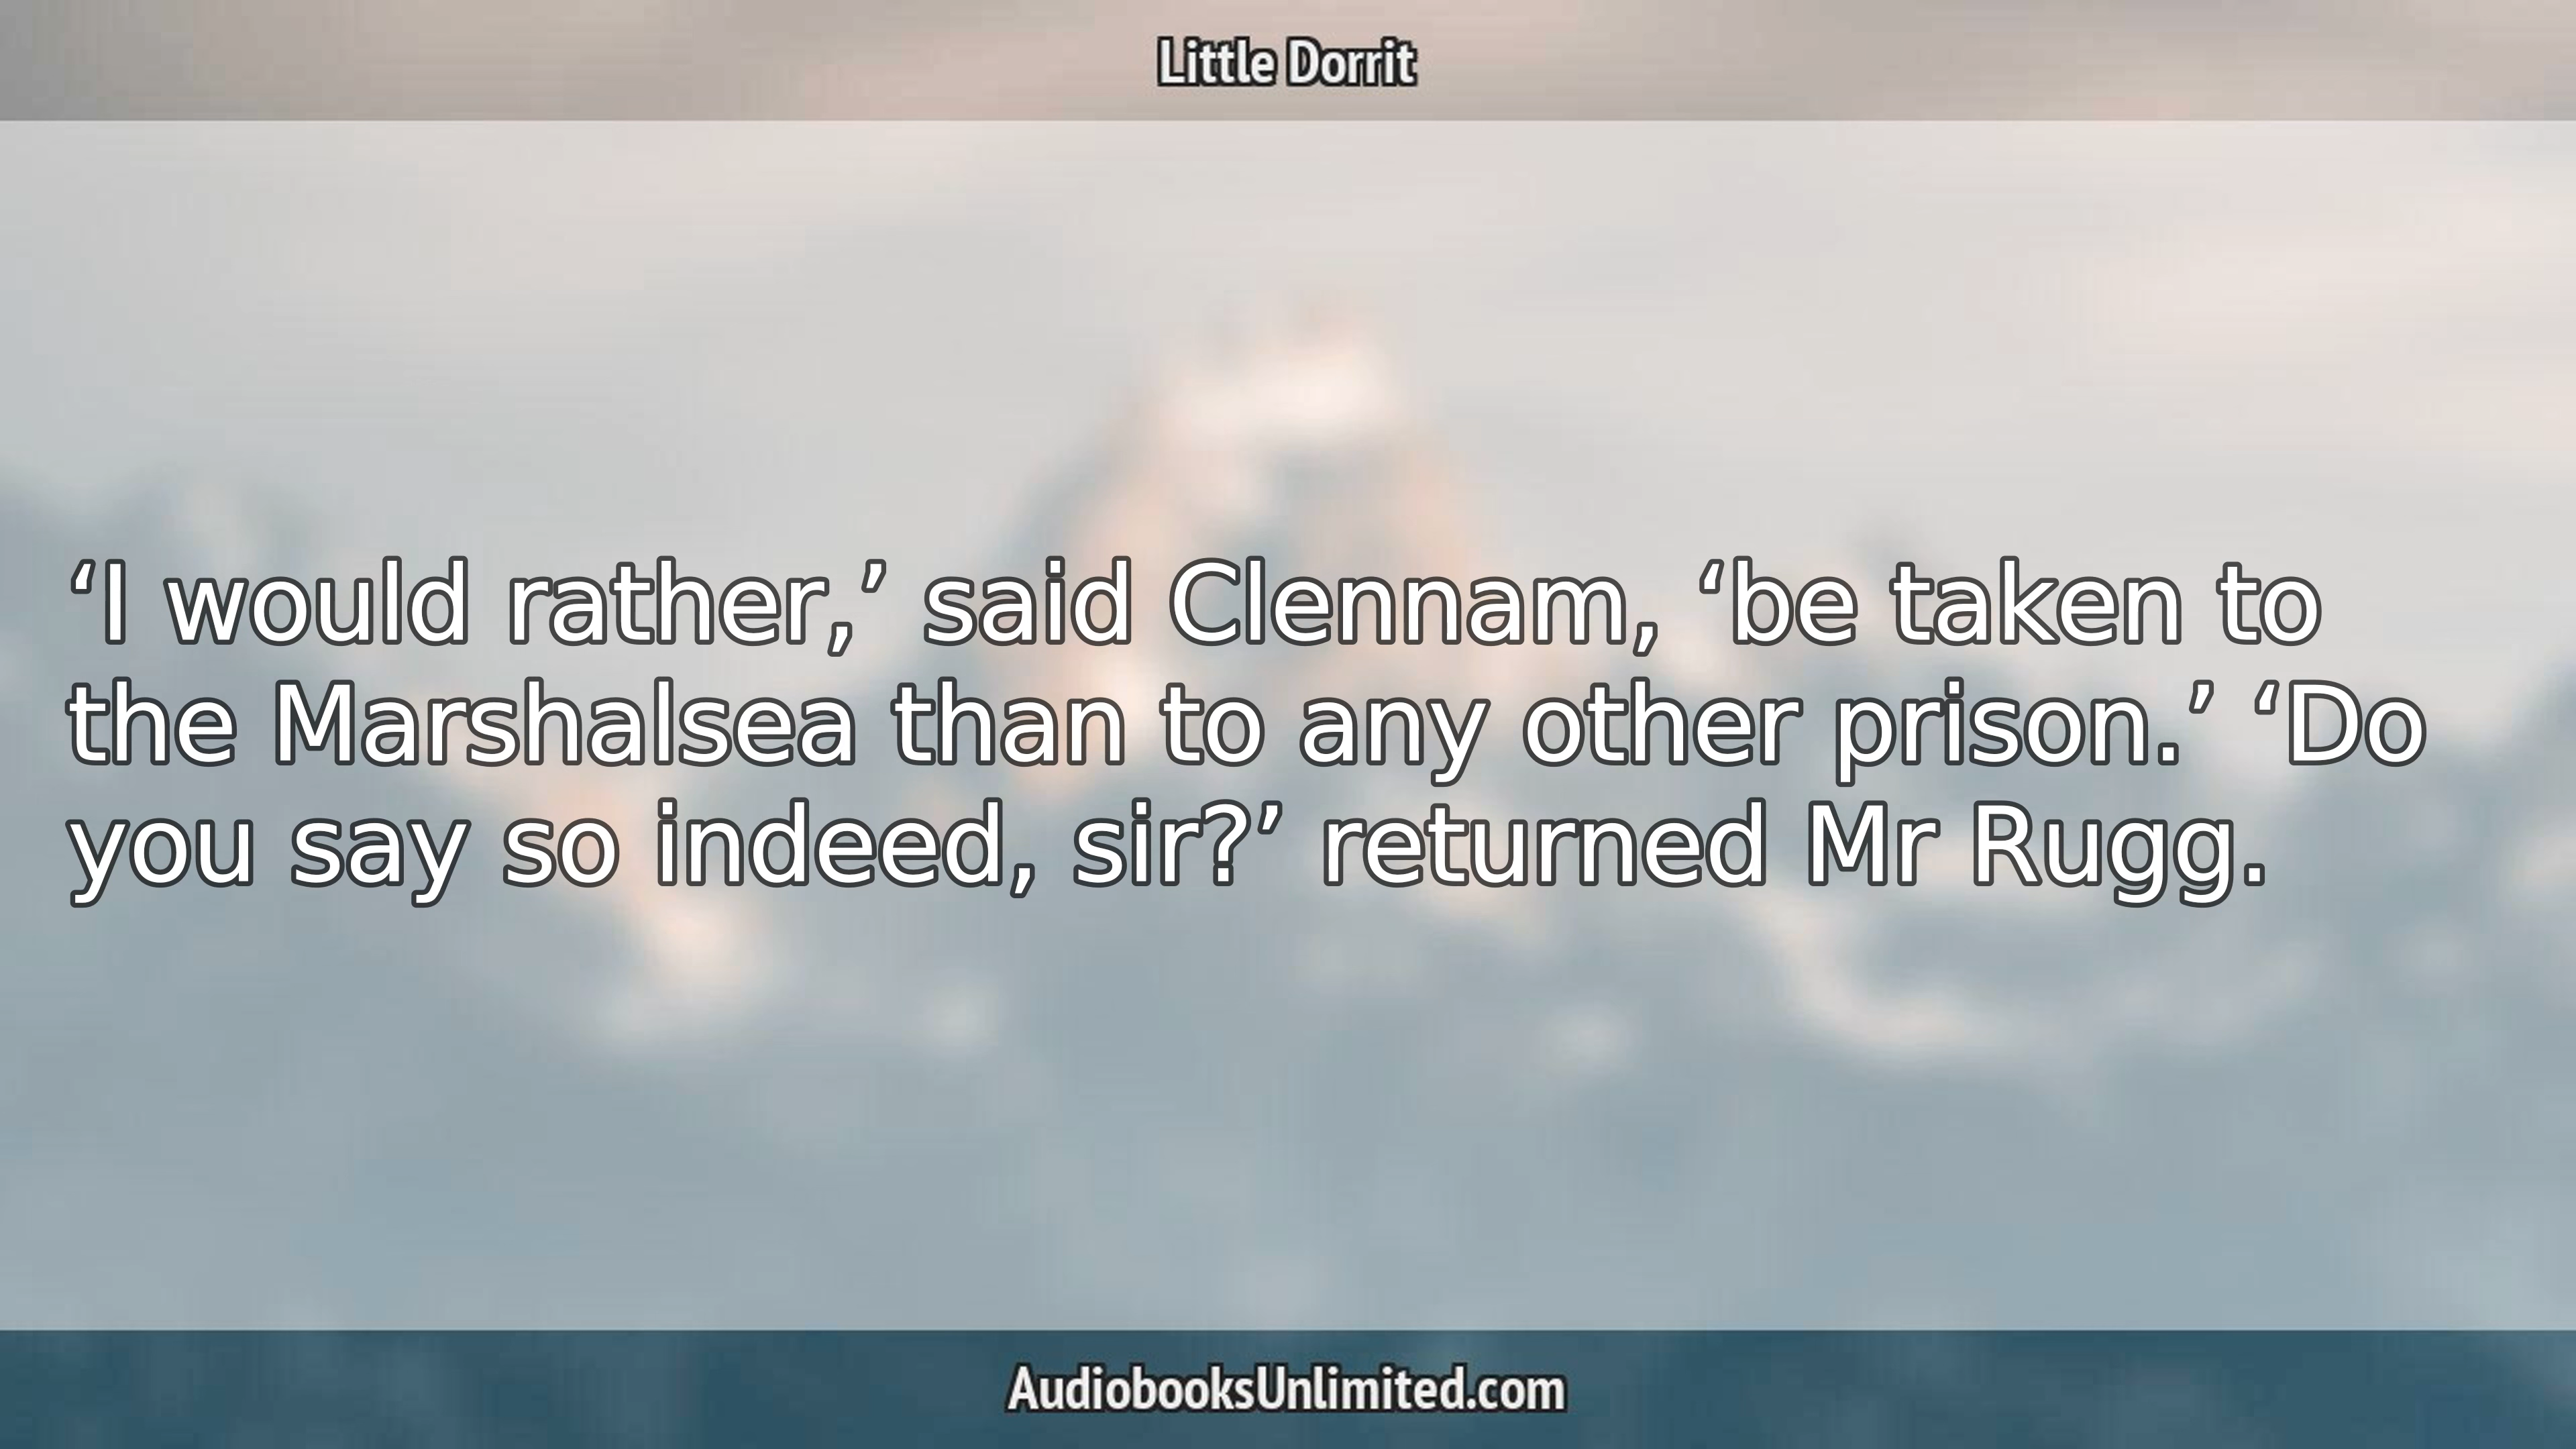 Little Dorrit
‘I would rather,’ said Clennam, ‘be taken to
the Marshalsea than to any other prison.’ ‘Do
you say so indeed, sir?’ returned Mr Rugg.
AudiobooksUnlimited.com